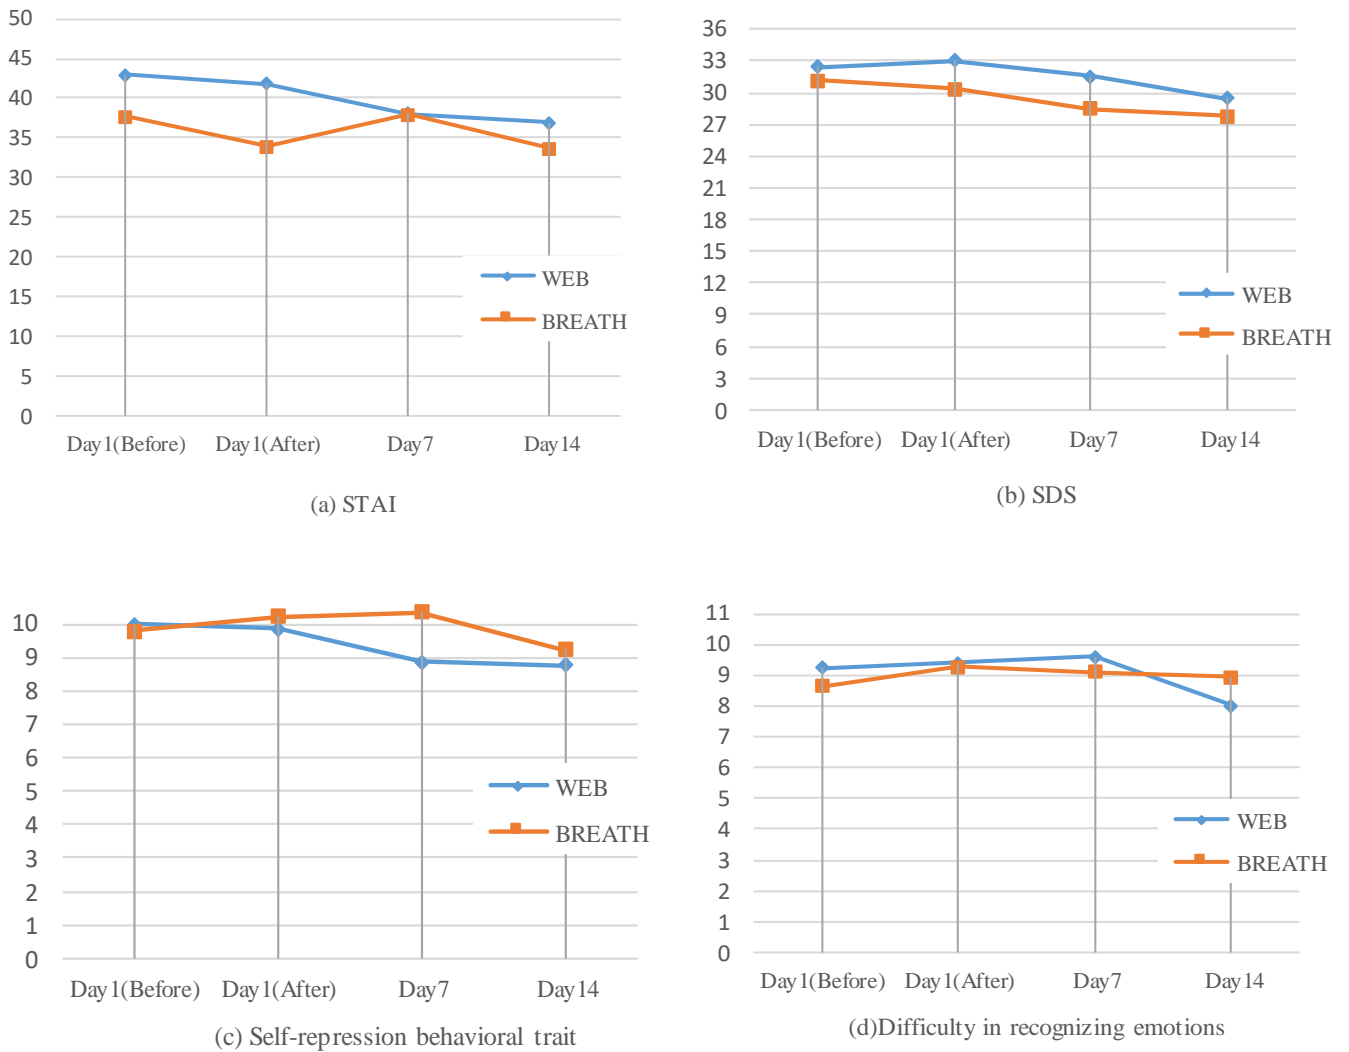 50
45
40
35
30
25
20
15
10
5
0
WEB
BREATH
Day1(Before) Day1(After) Day7 Day14
(a) STAI
36
33
30
27
24
21
18
15
12
9
6
3
0
WEB
BREATH
Day1(Before) Day1(After) Day7 Day14
(b) SDS
10
9
8
7
6
5
4
3
2
1
0
WEB
BREATH
Day1(Before) Day1(After) Day7 Day14
(c) Self-repression behavioral trait
11
10
9
8
7
6
5
4
3
2
1
0
WEB
BREATH
Day1(Before) Day1(After) Day7 Day14
(d)Difficulty in recognizing emotions